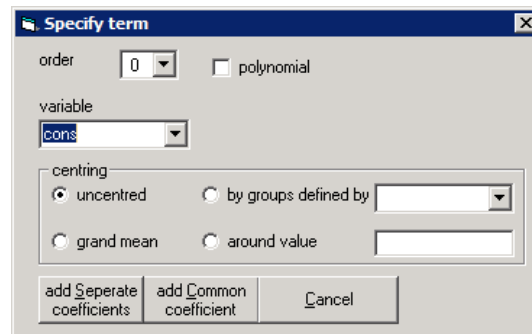 Specify term
order 0 polynomial
variable
cons
centring
uncentred by groups defined by
grand mean around value
add Seperate add Common Cancel
coefficients coefficient